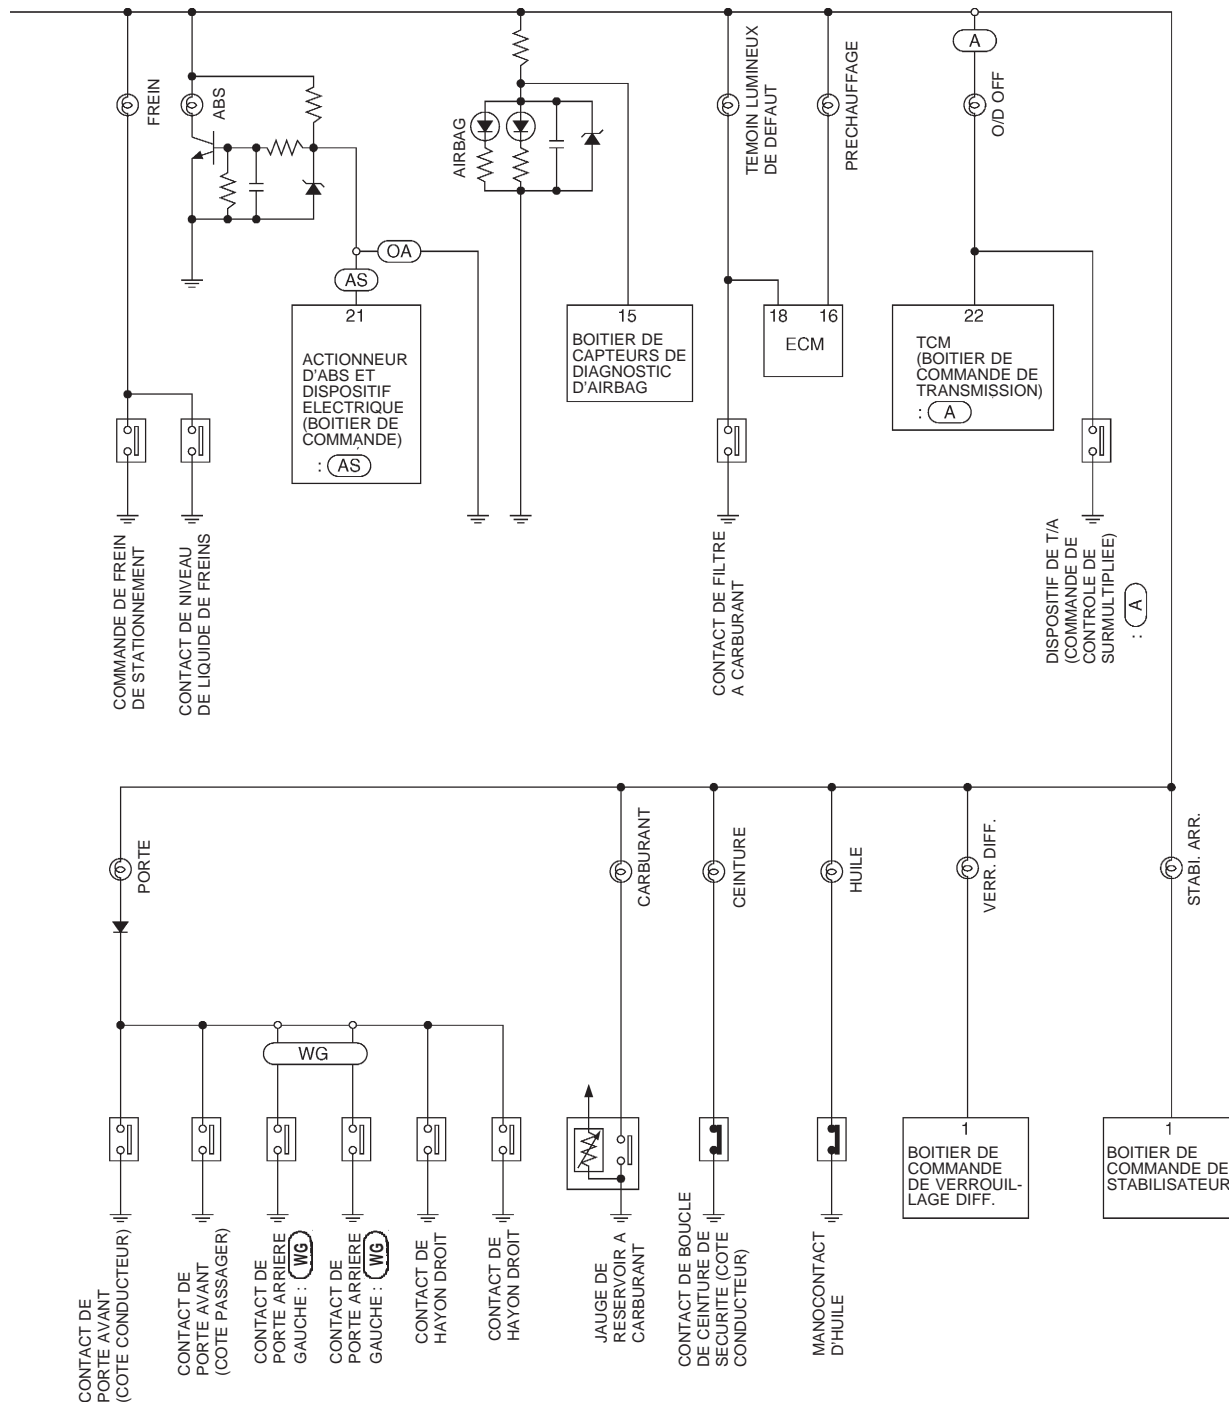 FREIN
ABS
AIRBAG
TEMOIN LUMINEUX
DE DEFAUT
PRECHAUFFAGE
A
O/D OFF
OA
AS
21
ACTIONNEUR
D'ABS ET
DISPOSITIF
ELECTRIQUE
(BOITIER DE
COMMANDE)
: AS
15
BOITIER DE
CAPTEURS DE
DIAGNOSTIC
D'AIRBAG
18 16
ECM
22
TCM
(BOITIER DE
COMMANDE DE
TRANSMISSION)
: A
COMMANDE DE FREIN
DE STATIONNEMENT
CONTACT DE NIVEAU
DE LIQUIDE DE FREINS
CONTACT DE FILTRE
A CARBURANT
DISPOSITIF DE T/A
(COMMANDE DE
CONTROLE DE
SURMULTIPLIEE)
: A
PORTE
CARBURANT
CEINTURE
HUILE
VERR. DIFF.
STABI. ARR.
WG
1
BOITIER DE
COMMANDE
DE VERROUIL-
LAGE DIFF.
1
BOITIER DE
COMMANDE DE
STABILISATEUR
CONTACT DE
PORTE AVANT
(COTE CONDUCTEUR)
CONTACT DE
PORTE AVANT
(COTE PASSAGER)
CONTACT DE
PORTE ARRIERE
GAUCHE : WG
CONTACT DE
PORTE ARRIERE
GAUCHE : WG
CONTACT DE
HAYON DROIT
CONTACT DE
HAYON DROIT
JAUGE DE
RESERVOIR A
CARBURANT
CONTACT DE BOUCLE
DE CEINTURE DE
SECURITE (COTE
CONDUCTEUR)
MANOCONTACT
D'HUILE